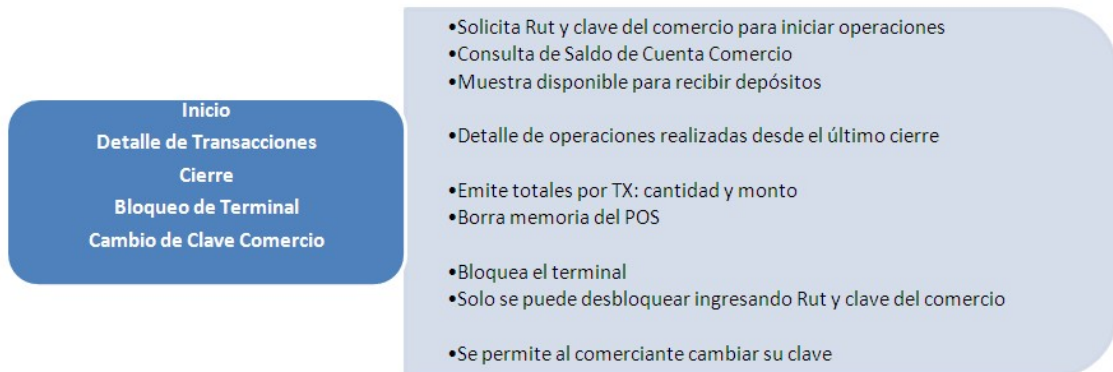 Inicio
Detalle de Transacciones
Cierre
Bloqueo de Terminal
Cambio de Clave Comercio
•Solicita Rut y clave del comercio para iniciar operaciones
•Consulta de Saldo de Cuenta Comercio
•Muestra disponible para recibir depósitos
•Detalle de operaciones realizadas desde el último cierre
•Emite totales por TX: cantidad y monto
•Borra memoria del POS
•Bloquea el terminal
•Solo se puede desbloquear ingresando Rut y clave del comercio
•Se permite al comerciante cambiar su clave